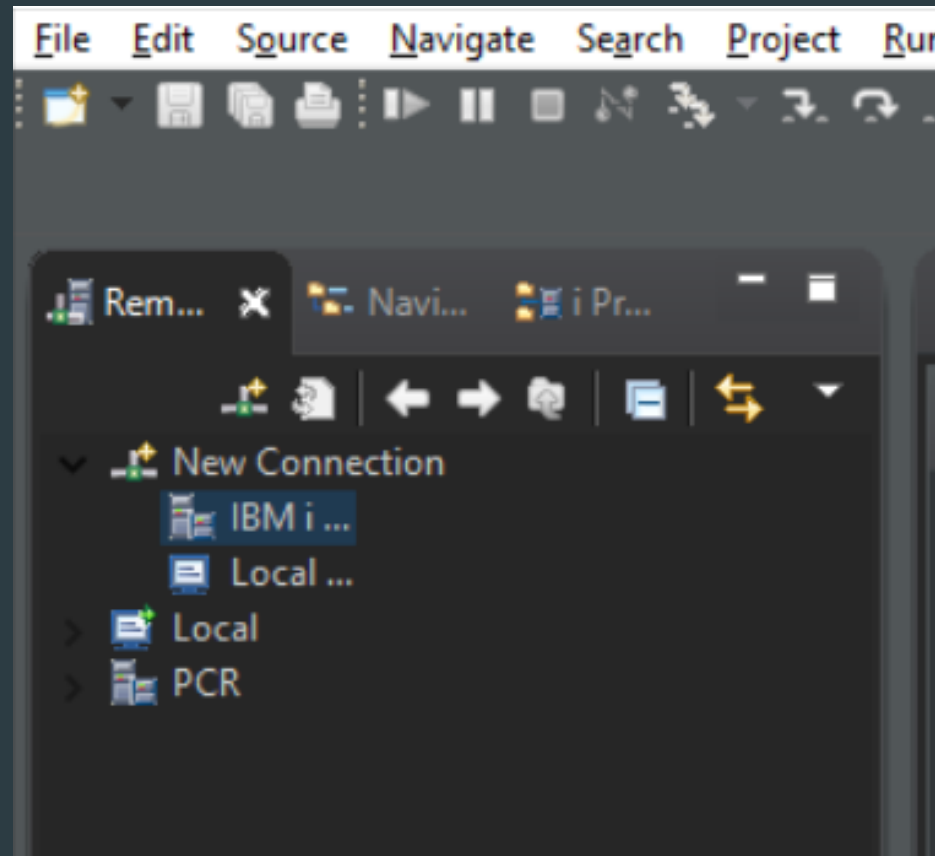 File Edit Source Navigate Search Project Run
Rem... Navi... i Pr...
New Connection
IBM i ...
Local ...
Local
PCR